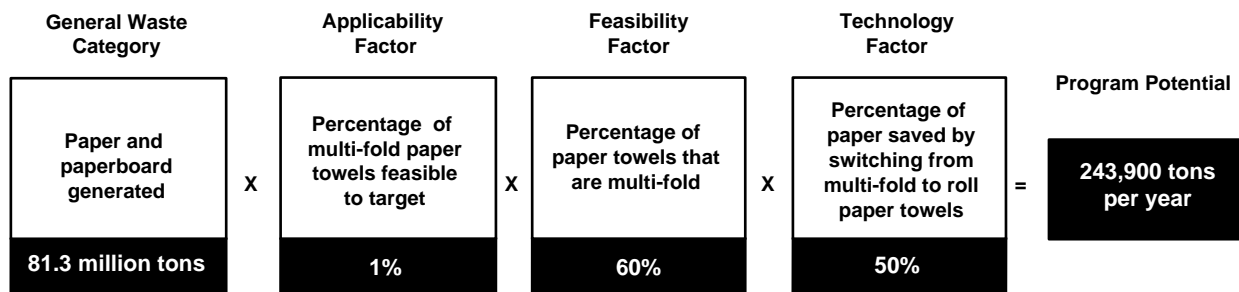 General Waste
Category
Applicability
Factor
Feasibility
Factor
Technology
Factor
Program Potential
Paper and
paperboard
generated
X
Percentage of
multi-fold paper
towels feasible
to target
X
Percentage of
paper towels that
are multi-fold
X
Percentage of
paper saved by
switching from
multi-fold to roll
paper towels
=
243,900 tons
per year
81.3 million tons
1%
60%
50%